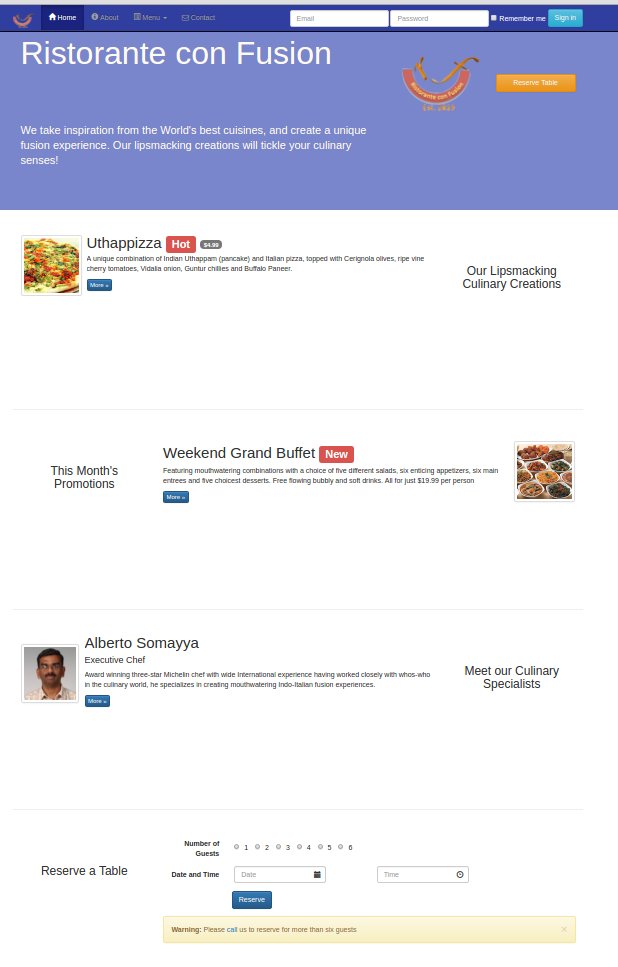 Home About Menu Contact Email Password Remember me Sign in
Ristorante con Fusion
Ristorante con Fusion
Reserve Table
We take inspiration from the World's best cuisines, and create a unique
fusion experience. Our lipsmacking creations will tickle your culinary
senses!
Uthappizza Hot $4.99
A unique combination of Indian Uthappam (pancake) and Italian pizza, topped with Cerignola olives, ripe vine
cherry tomatoes, Vidalia onion, Guntur chillies and Buffalo Paneer.
More »
Our Lipsmacking
Culinary Creations
This Month's
Promotions
Weekend Grand Buffet New
Featuring mouthwatering combinations with a choice of five different salads, six enticing appetizers, six main
entrees and five choicest desserts. Free flowing bubbly and soft drinks. All for just $19.99 per person
More »
Alberto Somayya
Executive Chef
Award winning three-star Michelin chef with wide International experience having worked closely with whos-who
in the culinary world, he specializes in creating mouthwatering Indo-Italian fusion experiences.
More »
Meet our Culinary
Specialists
Reserve a Table
Number of
Guests
1 2 3 4 5 6
Date and Time Date Time
Reserve
Warning: Please call us to reserve for more than six guests ×